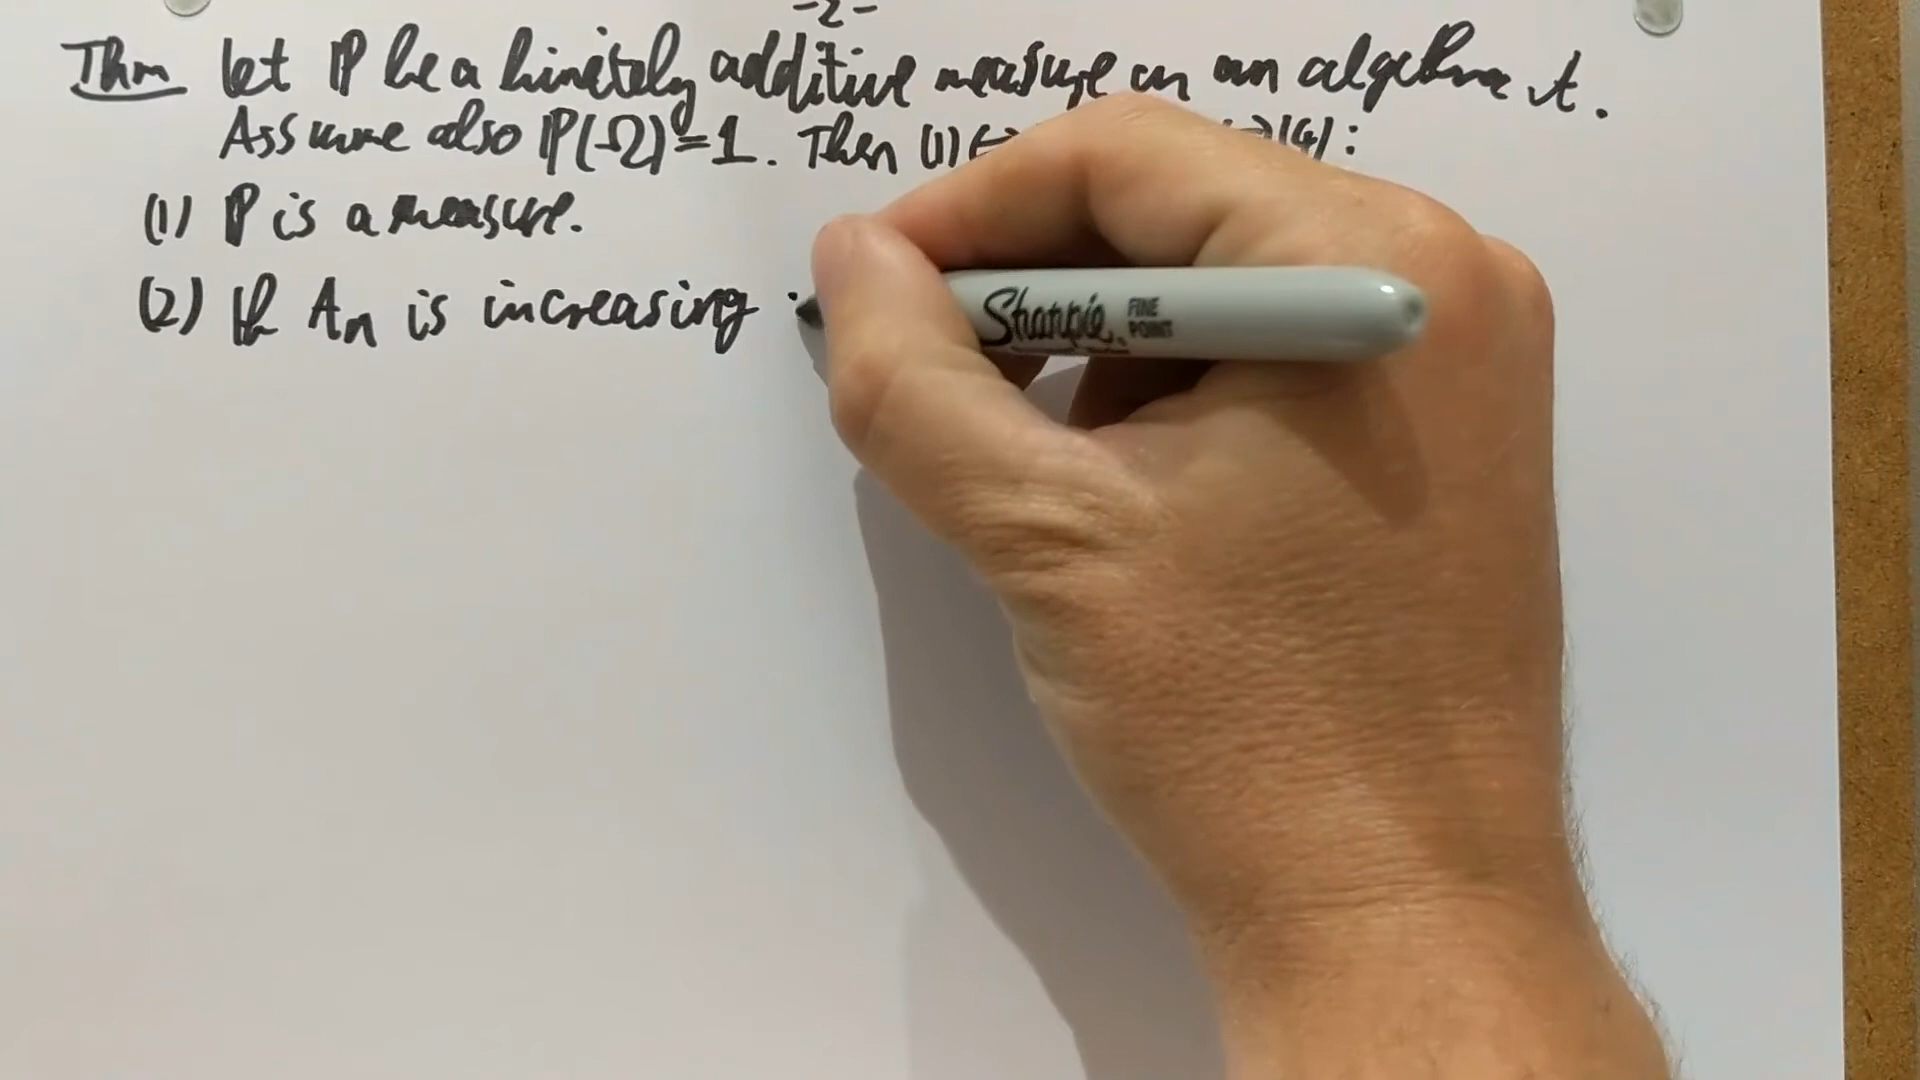 -2-
Thm Let ℙ be a finitely additive measure on an algebra A.
Assume also ℙ(Ω)=1. Then (1) (4):
(1) ℙ is a measure.
(2) If Aₙ is increasing
Sharpie FINE POINT